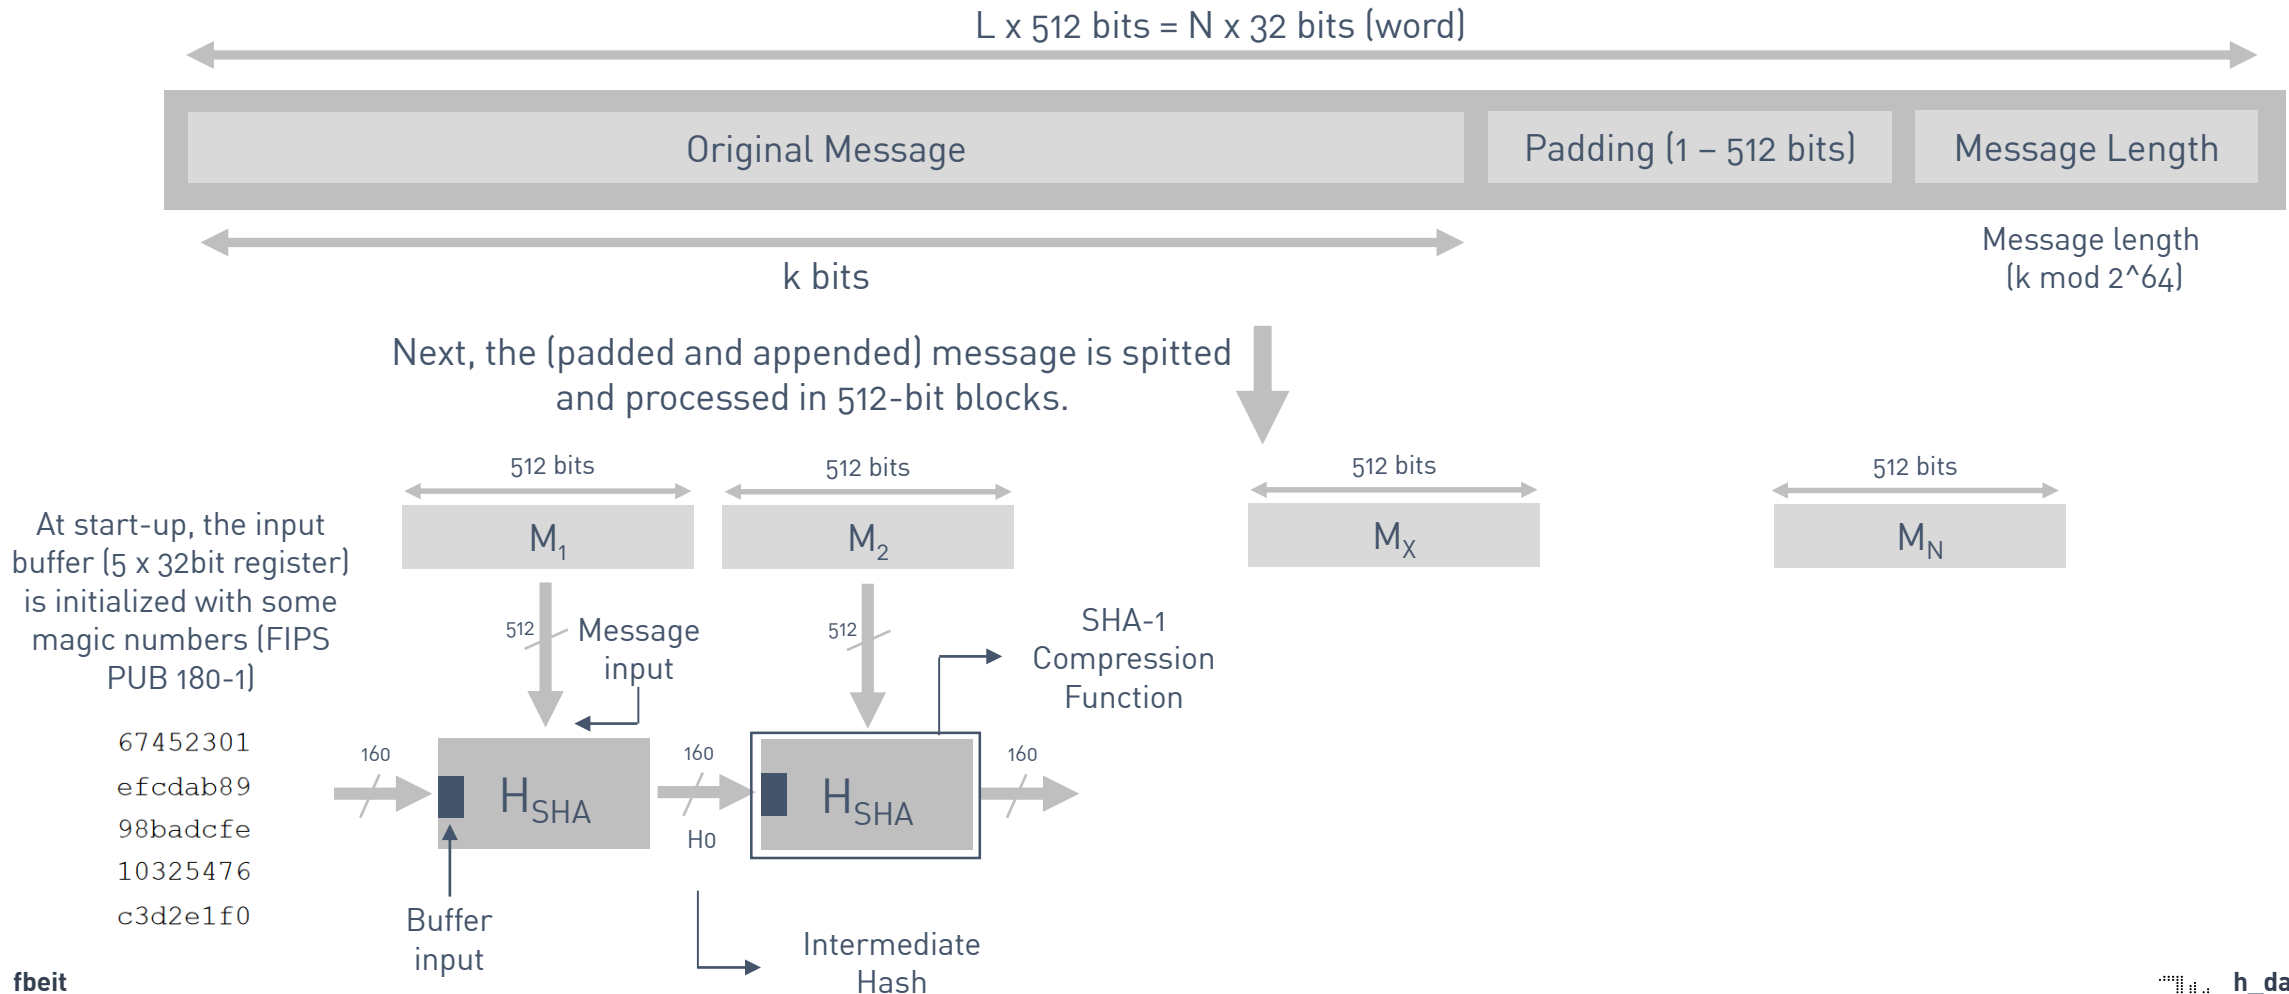 L x 512 bits = N x 32 bits (word)
Original Message
Padding (1 – 512 bits)
Message Length
k bits
Message length
(k mod 2^64)
Next, the (padded and appended) message is spitted
and processed in 512-bit blocks.
512 bits
512 bits
512 bits
512 bits
M1
M2
MX
MN
At start-up, the input
buffer (5 x 32bit register)
is initialized with some
magic numbers (FIPS
PUB 180-1)
512
Message
input
512
SHA-1
Compression
Function
67452301
efcdab89
98badcfe
10325476
c3d2e1f0
160
HSHA
160
H0
HSHA
160
Buffer
input
Intermediate
Hash
fbeit
h_da